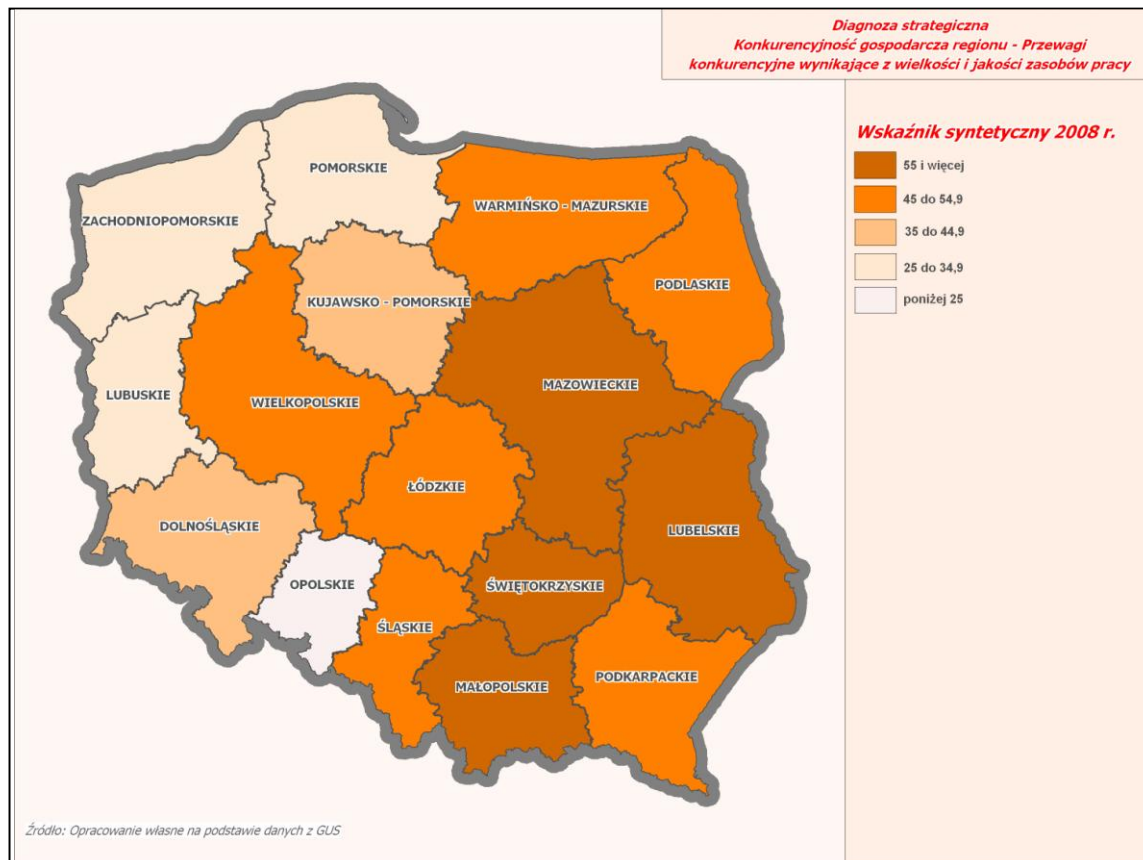 Diagnoza strategiczna
Konkurencyjność gospodarcza regionu - Przewagi
konkurencyjne wynikające z wielkości i jakości zasobów pracy
Wskaźnik syntetyczny 2008 r.
55 i więcej
45 do 54,9
35 do 44,9
25 do 34,9
poniżej 25
POMORSKIE
ZACHODNIOPOMORSKIE
WARMIŃSKO - MAZURSKIE
PODLASKIE
KUJAWSKO - POMORSKIE
MAZOWIECKIE
LUBUSKIE
WIELKOPOLSKIE
ŁÓDZKIE
DOLNOŚLĄSKIE
LUBELSKIE
OPOLSKIE
ŚWIĘTOKRZYSKIE
ŚLĄSKIE
PODKARPACKIE
MAŁOPOLSKIE
Źródło: Opracowanie własne na podstawie danych z GUS